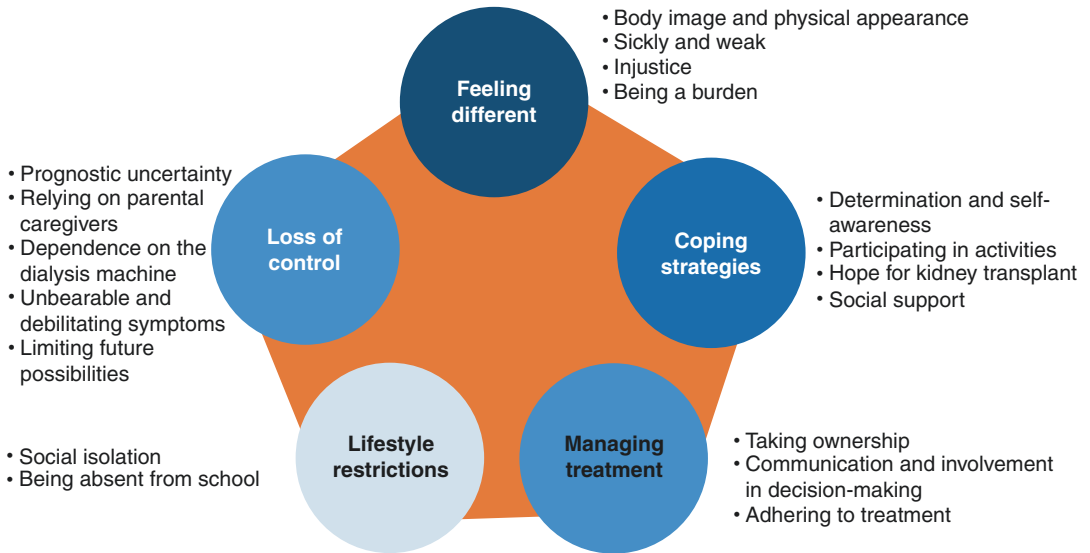 Feeling
different
• Body image and physical appearance
• Sickly and weak
• Injustice
• Being a burden
Loss of
control
• Prognostic uncertainty
• Relying on parental
caregivers
• Dependence on the
dialysis machine
• Unbearable and
debilitating symptoms
• Limiting future
possibilities
Coping
strategies
• Determination and self-
awareness
• Participating in activities
• Hope for kidney transplant
• Social support
Lifestyle
restrictions
• Social isolation
• Being absent from school
Managing
treatment
• Taking ownership
• Communication and involvement
in decision-making
• Adhering to treatment